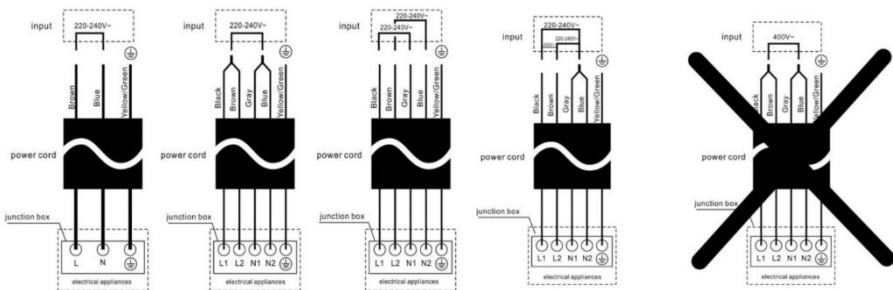 input
220-240V~
Brown
Blue
Yellow/Green
power cord
junction box
L
N
electrical appliances
input
220-240V~
Black
Brown
Gray
Blue
Yellow/Green
power cord
junction box
L1
L2
N1
N2
electrical appliances
input
220-240V~
220-240V~
Black
Brown
Gray
Blue
Yellow/Green
power cord
junction box
L1
L2
N1
N2
electrical appliances
input
220-240V~
220-240V~
Black
Brown
Gray
Blue
Yellow/Green
power cord
junction box
L1
L2
N1
N2
electrical appliances
input
400V~
Black
Brown
Gray
Blue
Yellow/Green
power cord
junction box
L1
L2
N1
N2
electrical appliances